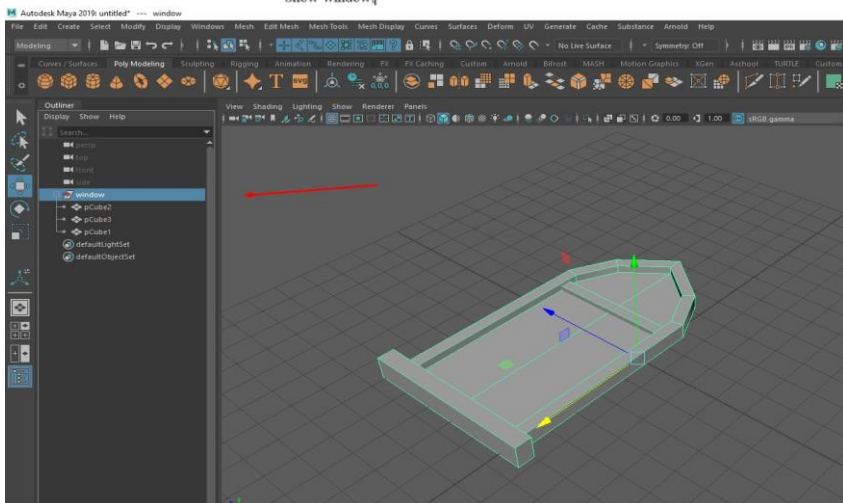 show window
Autodesk Maya 2019: untitled* --- window
File Edit Create Select Modify Display Windows Mesh Edit Mesh Mesh Tools Mesh Display Curves Surfaces Deform UV Generate Cache Substance Arnold Help
Modeling No Live Surface Symmetry: Off
Curves / Surfaces Poly Modeling Sculpting Rigging Animation Rendering FX FX Caching Custom Arnold Bifrost MASH Motion Graphics XGen Aschool TURTLE Custom
T SVG
Outliner
Display Show Help
Search...
persp
top
front
side
window
pCube2
pCube3
pCube1
defaultLightSet
defaultObjectSet
View Shading Lighting Show Renderer Panels
0.00 1.00 sRGB gamma